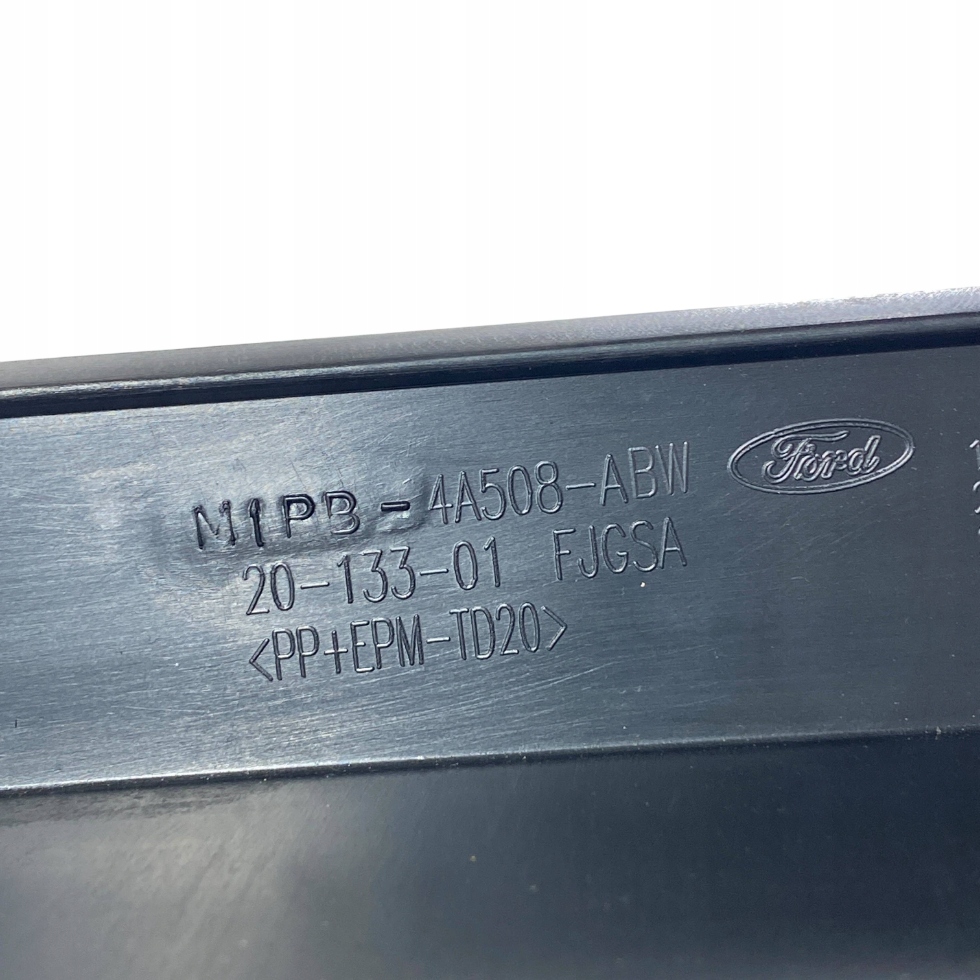 M1PB-4A508-ABW
Ford
20-133-01 FJGSA
<PP+EPM-TD20>